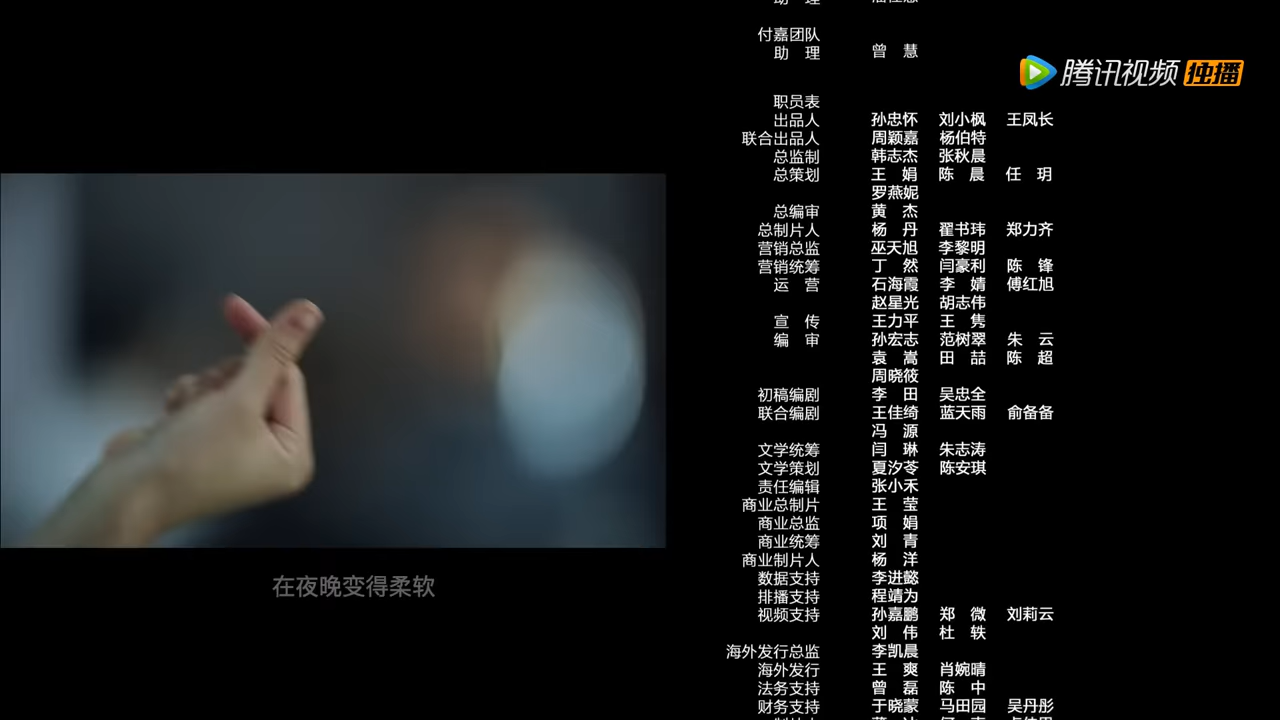 付嘉团队
助 理 曾 慧
腾讯视频 独播
职员表
出品人 孙忠怀 刘小枫 王凤长
联合出品人 周颖嘉 杨伯特
总监制 韩志杰 张秋晨
总策划 王 娟 陈 晨 任 玥
罗燕妮
总编审 黄 杰
总制片人 杨 丹 翟书玮 郑力齐
营销总监 巫天旭 李黎明
营销统筹 丁 然 闫豪利 陈 锋
运 营 石海霞 李 婧 傅红旭
赵星光 胡志伟
宣 传 王力平 王 隽
编 审 孙宏志 范树翠 朱 云
袁 嵩 田 喆 陈 超
周晓筱
初稿编剧 李 田 吴忠全
联合编剧 王佳绮 蓝天雨 俞备备
冯 源
文学统筹 闫 琳 朱志涛
文学策划 夏汐苓 陈安琪
责任编辑 张小禾
商业总制片 王 莹
商业总监 项 娟
商业统筹 刘 青
商业制片人 杨 洋
数据支持 李进懿
排播支持 程靖为
视频支持 孙嘉鹏 郑 微 刘莉云
刘 伟 杜 轶
海外发行总监 李凯晨
海外发行 王 爽 肖婉晴
法务支持 曾 磊 陈 中
财务支持 于晓蒙 马田园 吴丹彤
在夜晚变得柔软